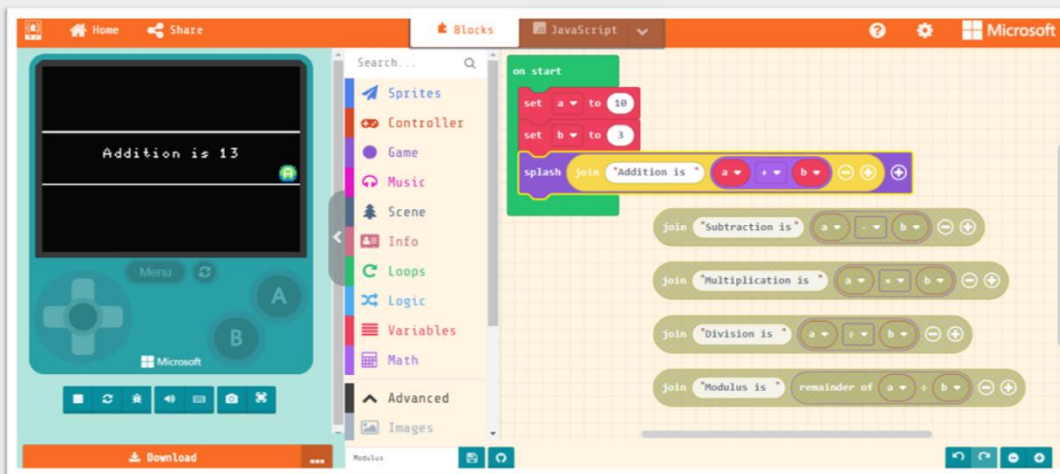 Home Share Blocks JavaScript Microsoft
Addition is 13
Menu
A
B
Microsoft
Download
Search...
Sprites
Controller
Game
Music
Scene
Info
Loops
Logic
Variables
Math
Advanced
Images
Modulus
on start
set a to 10
set b to 3
splash join "Addition is " a + b
join "Subtraction is" a - b
join "Multiplication is " a × b
join "Division is " a ÷ b
join "Modulus is " remainder of a ÷ b